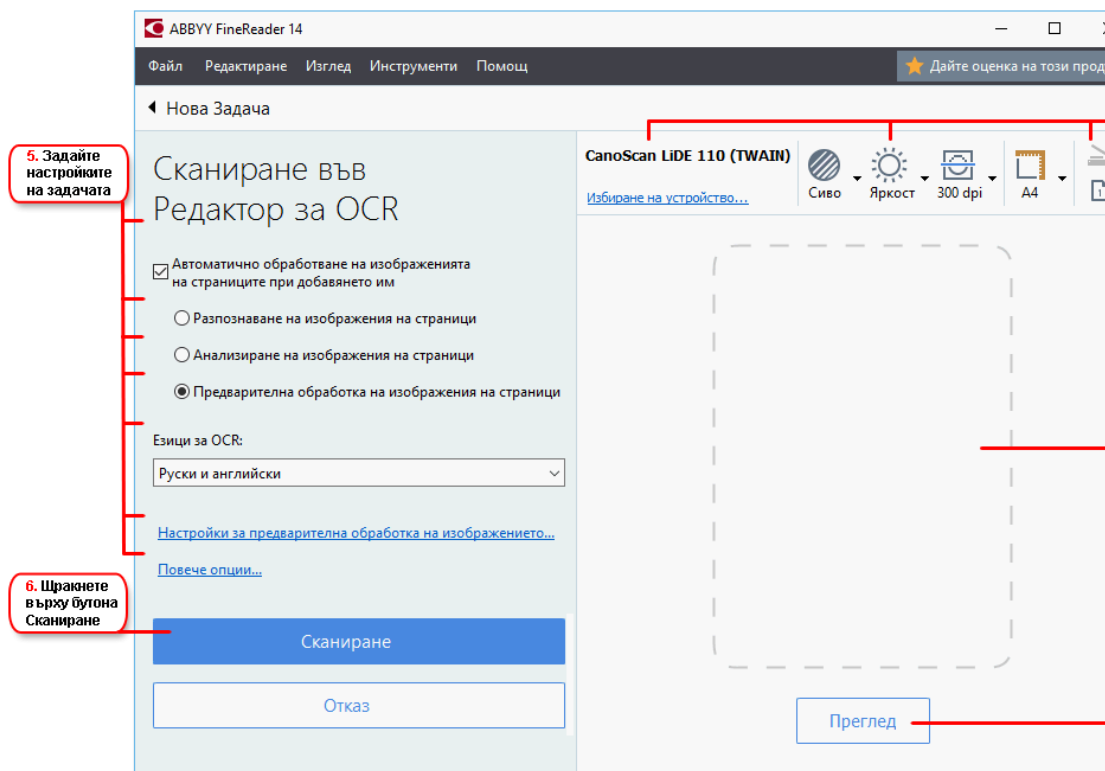 ABBYY FineReader 14
Файл Редактиране Изглед Инструменти Помощ
Дайте оценка на този
Нова Задача
5. Задайте
настройките
на задачата
Сканиране във
Редактор за OCR
Автоматично обработване на изображенията
на страниците при добавянето им
Разпознаване на изображения на страници
Анализиране на изображения на страници
Предварителна обработка на изображения на страници
Езици за OCR:
Руски и английски
Настройки за предварителна обработка на изображението...
Повече опции...
6. Щракнете
върху бутона
Сканиране
Сканиране
Отказ
CanoScan LiDE 110 (TWAIN)
Избиране на устройство...
Сиво Яркост 300 dpi A4
Преглед